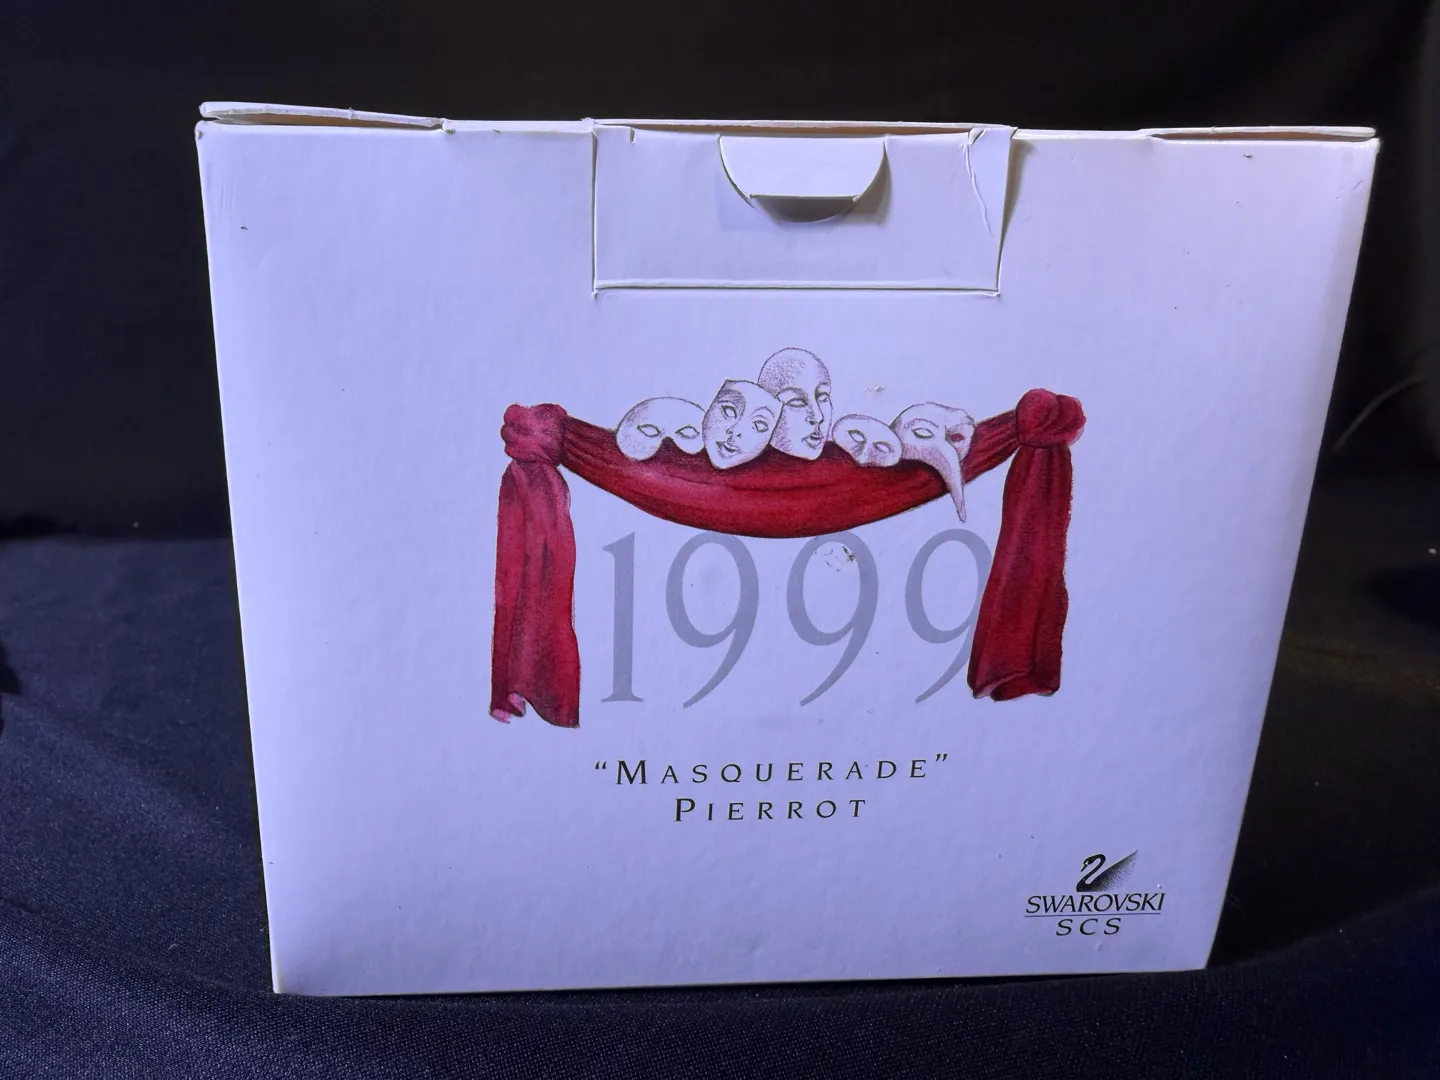 1999
“MASQUERADE”
PIERROT
SWAROVSKI
SCS